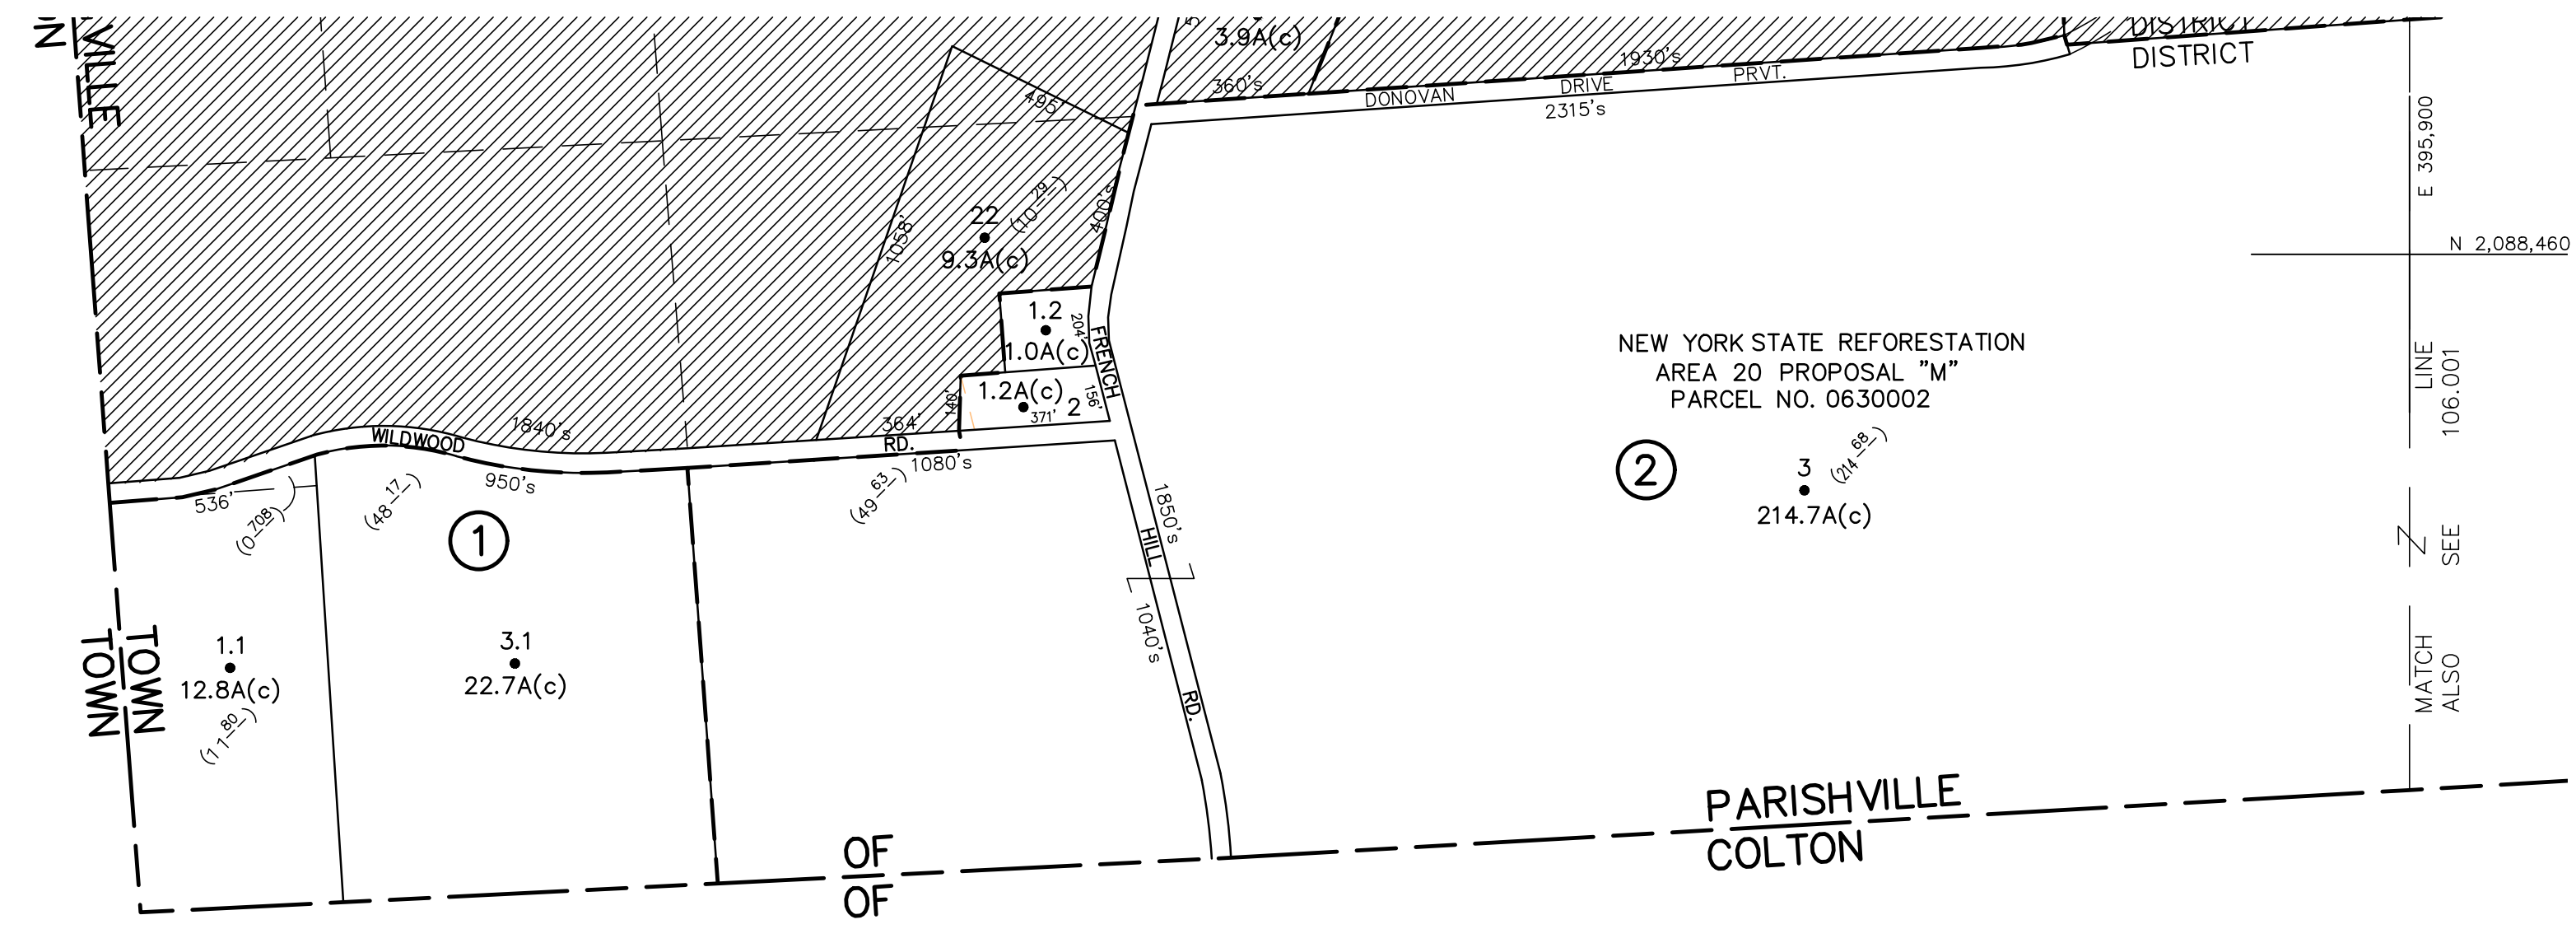 VILLE
3.9A(c)
DISTRICT
DISTRICT
360's
1930's
DONOVAN DRIVE PRVT.
2315's
495'
E 395,900
N 2,088,460
22
(10 29)
9.3A(c)
1058'
400's
1.2
1.0A(c)
204'
FRENCH
1.2A(c)
2
140'
156'
371'
364'
1840's
WILDWOOD
RD.
1080's
950's
536'
(0 708)
(48 17)
(49 63)
1
1850's
HILL
1040's
RD.
NEW YORK STATE REFORESTATION
AREA 20 PROPOSAL "M"
PARCEL NO. 0630002
2
3
(214 68)
214.7A(c)
MATCH LINE
ALSO SEE 106.001
1.1
12.8A(c)
(11 80)
3.1
22.7A(c)
TOWN
TOWN
OF
OF
PARISHVILLE
COLTON